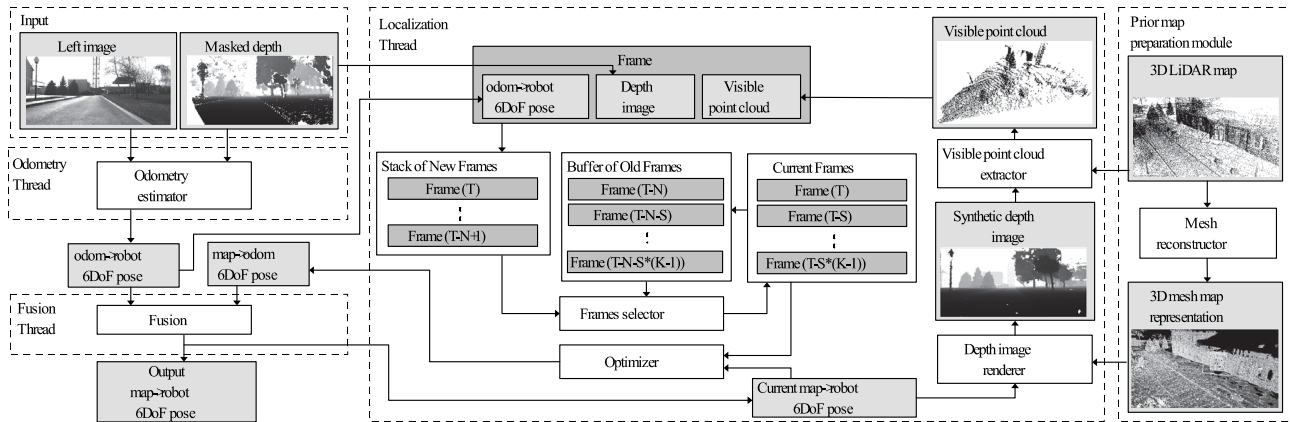 Input
Left image
Masked depth
Odometry
Thread
Odometry
estimator
odom->robot
6DoF pose
map->odom
6DoF pose
Fusion
Thread
Fusion
Output
map->robot
6DoF pose
Localization
Thread
Frame
odom->robot
6DoF pose
Depth
image
Visible
point cloud
Stack of New Frames
Frame (T)
Frame (T-N+1)
Buffer of Old Frames
Frame (T-N)
Frame (T-N-S)
Frame (T-N-S*(K-1))
Current Frames
Frame (T)
Frame (T-S)
Frame (T-S*(K-1))
Frames selector
Optimizer
Current map->robot
6DoF pose
Visible point cloud
Visible point cloud
extractor
Synthetic depth
image
Depth image
renderer
Prior map
preparation module
3D LiDAR map
Mesh
reconstructor
3D mesh map
representation